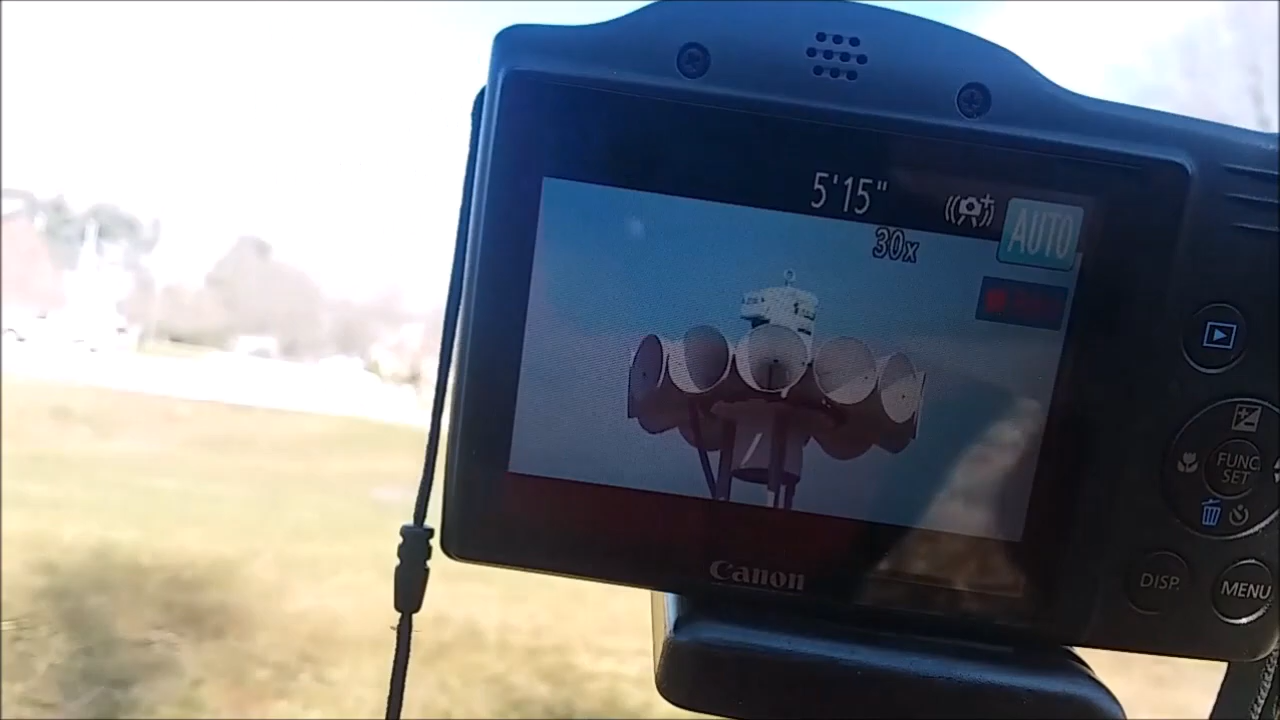 5'15"
AUTO
30x
FUNC.
SET
DISP.
MENU
Canon